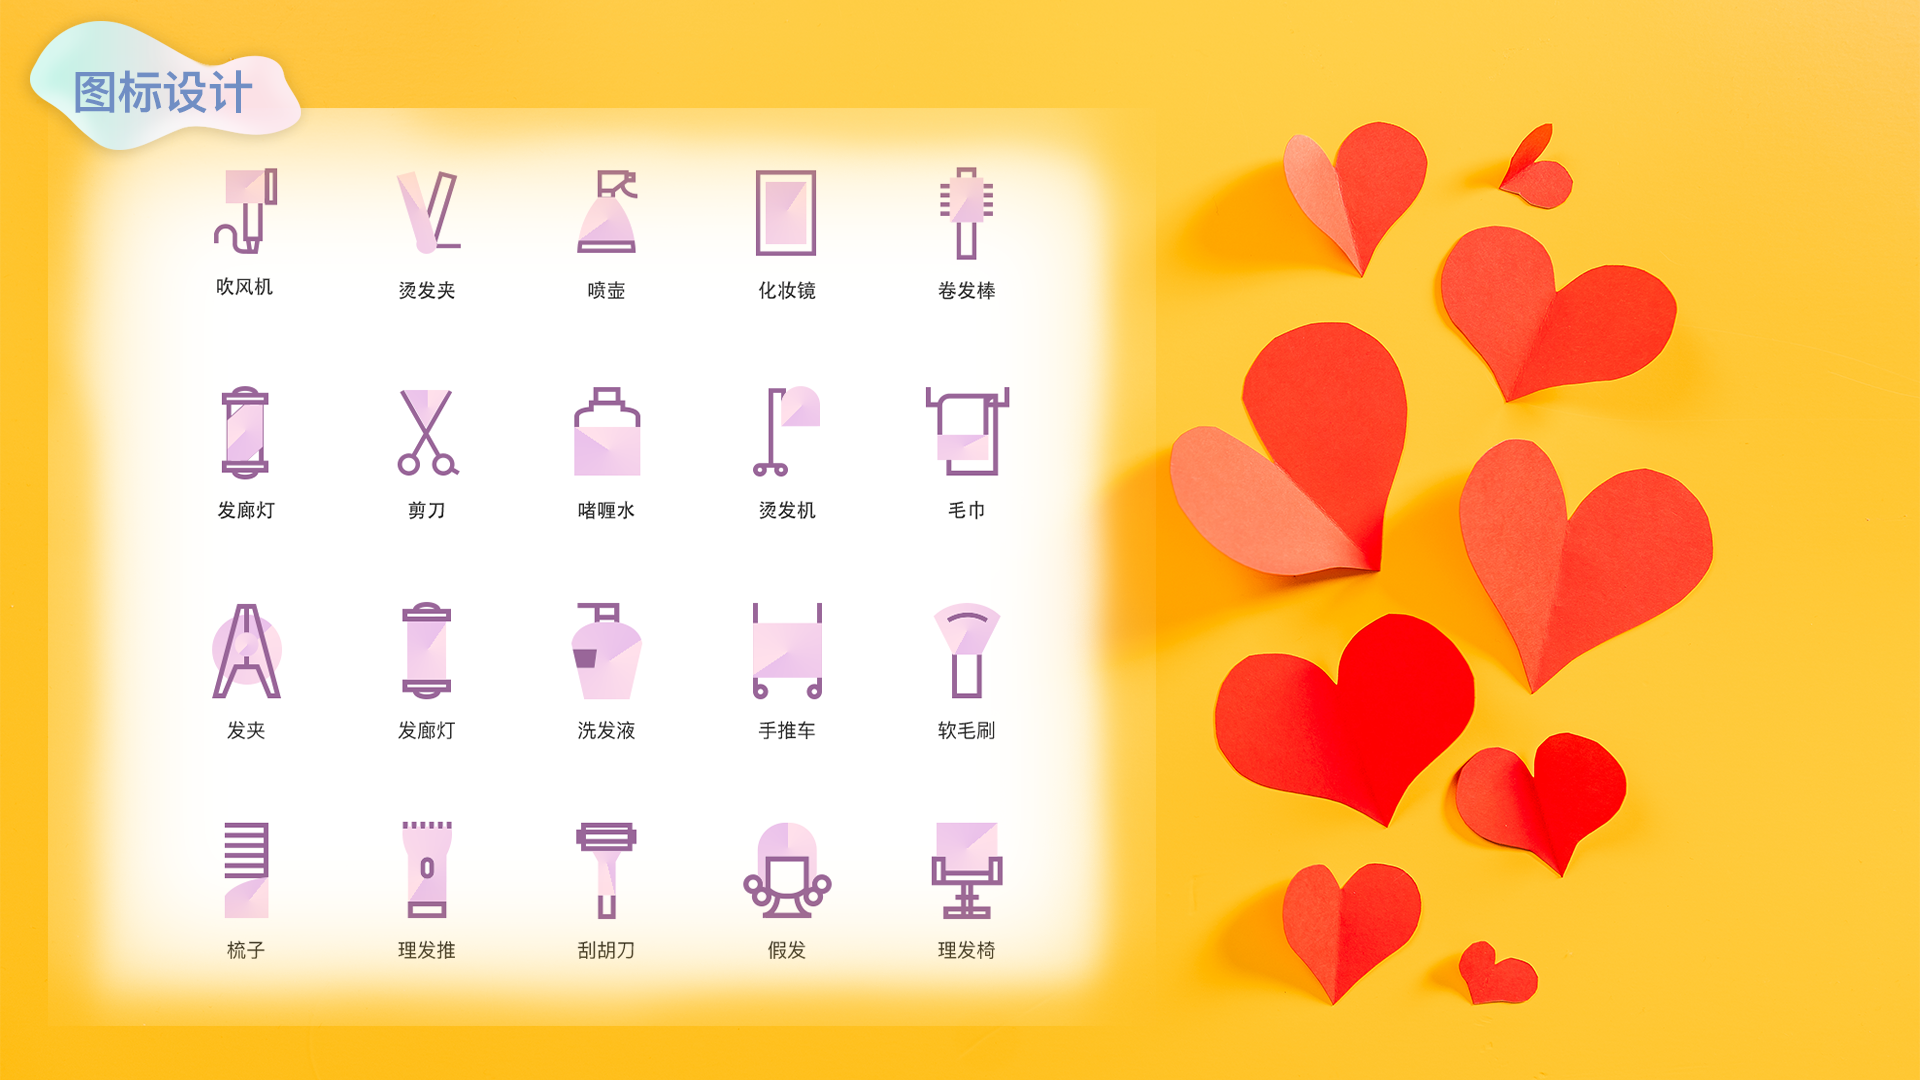 图标设计
吹风机
烫发夹
喷壶
化妆镜
卷发棒
发廊灯
剪刀
啫喱水
烫发机
毛巾
发夹
发廊灯
洗发液
手推车
软毛刷
梳子
理发推
刮胡刀
假发
理发椅